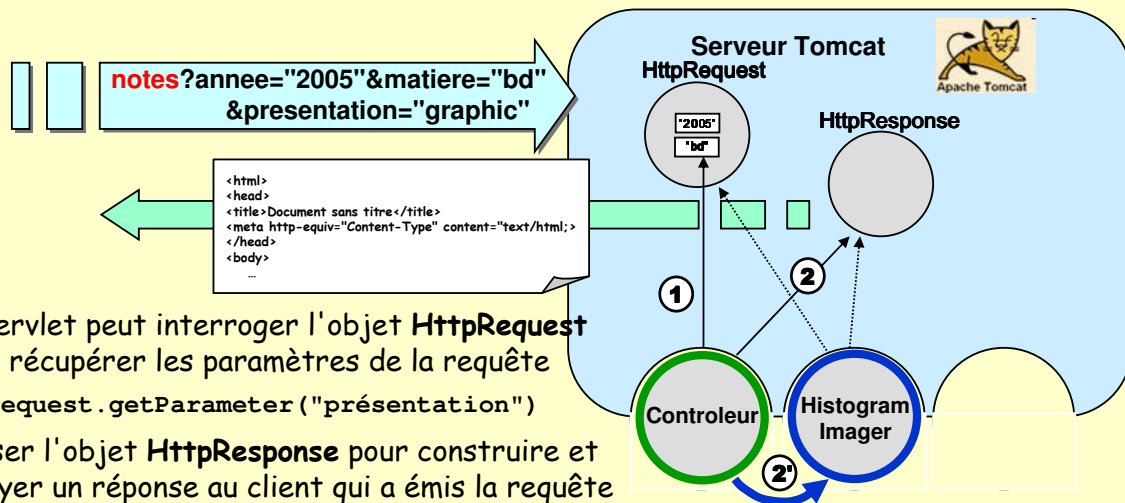 Serveur Tomcat
Apache Tomcat
notes?annee="2005"&matiere="bd"
&presentation="graphic"
HttpRequest
"2005"
"bd"
HttpResponse
<html>
<head>
<title>Document sans titre</title>
<meta http-equiv="Content-Type" content="text/html;>
</head>
<body>
...
1
2
ervlet peut interroger l'objet HttpRequest
récupérer les paramètres de la requête
equest.getParameter("présentation")
ser l'objet HttpResponse pour construire et
yer un réponse au client qui a émis la requête
Controleur
Histogram
Imager
2'